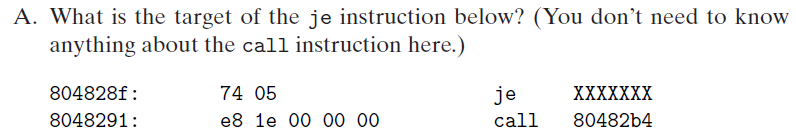 A. What is the target of the je instruction below? (You don’t need to know
anything about the call instruction here.)
804828f: 74 05 je XXXXXXX
8048291: e8 1e 00 00 00 call 80482b4